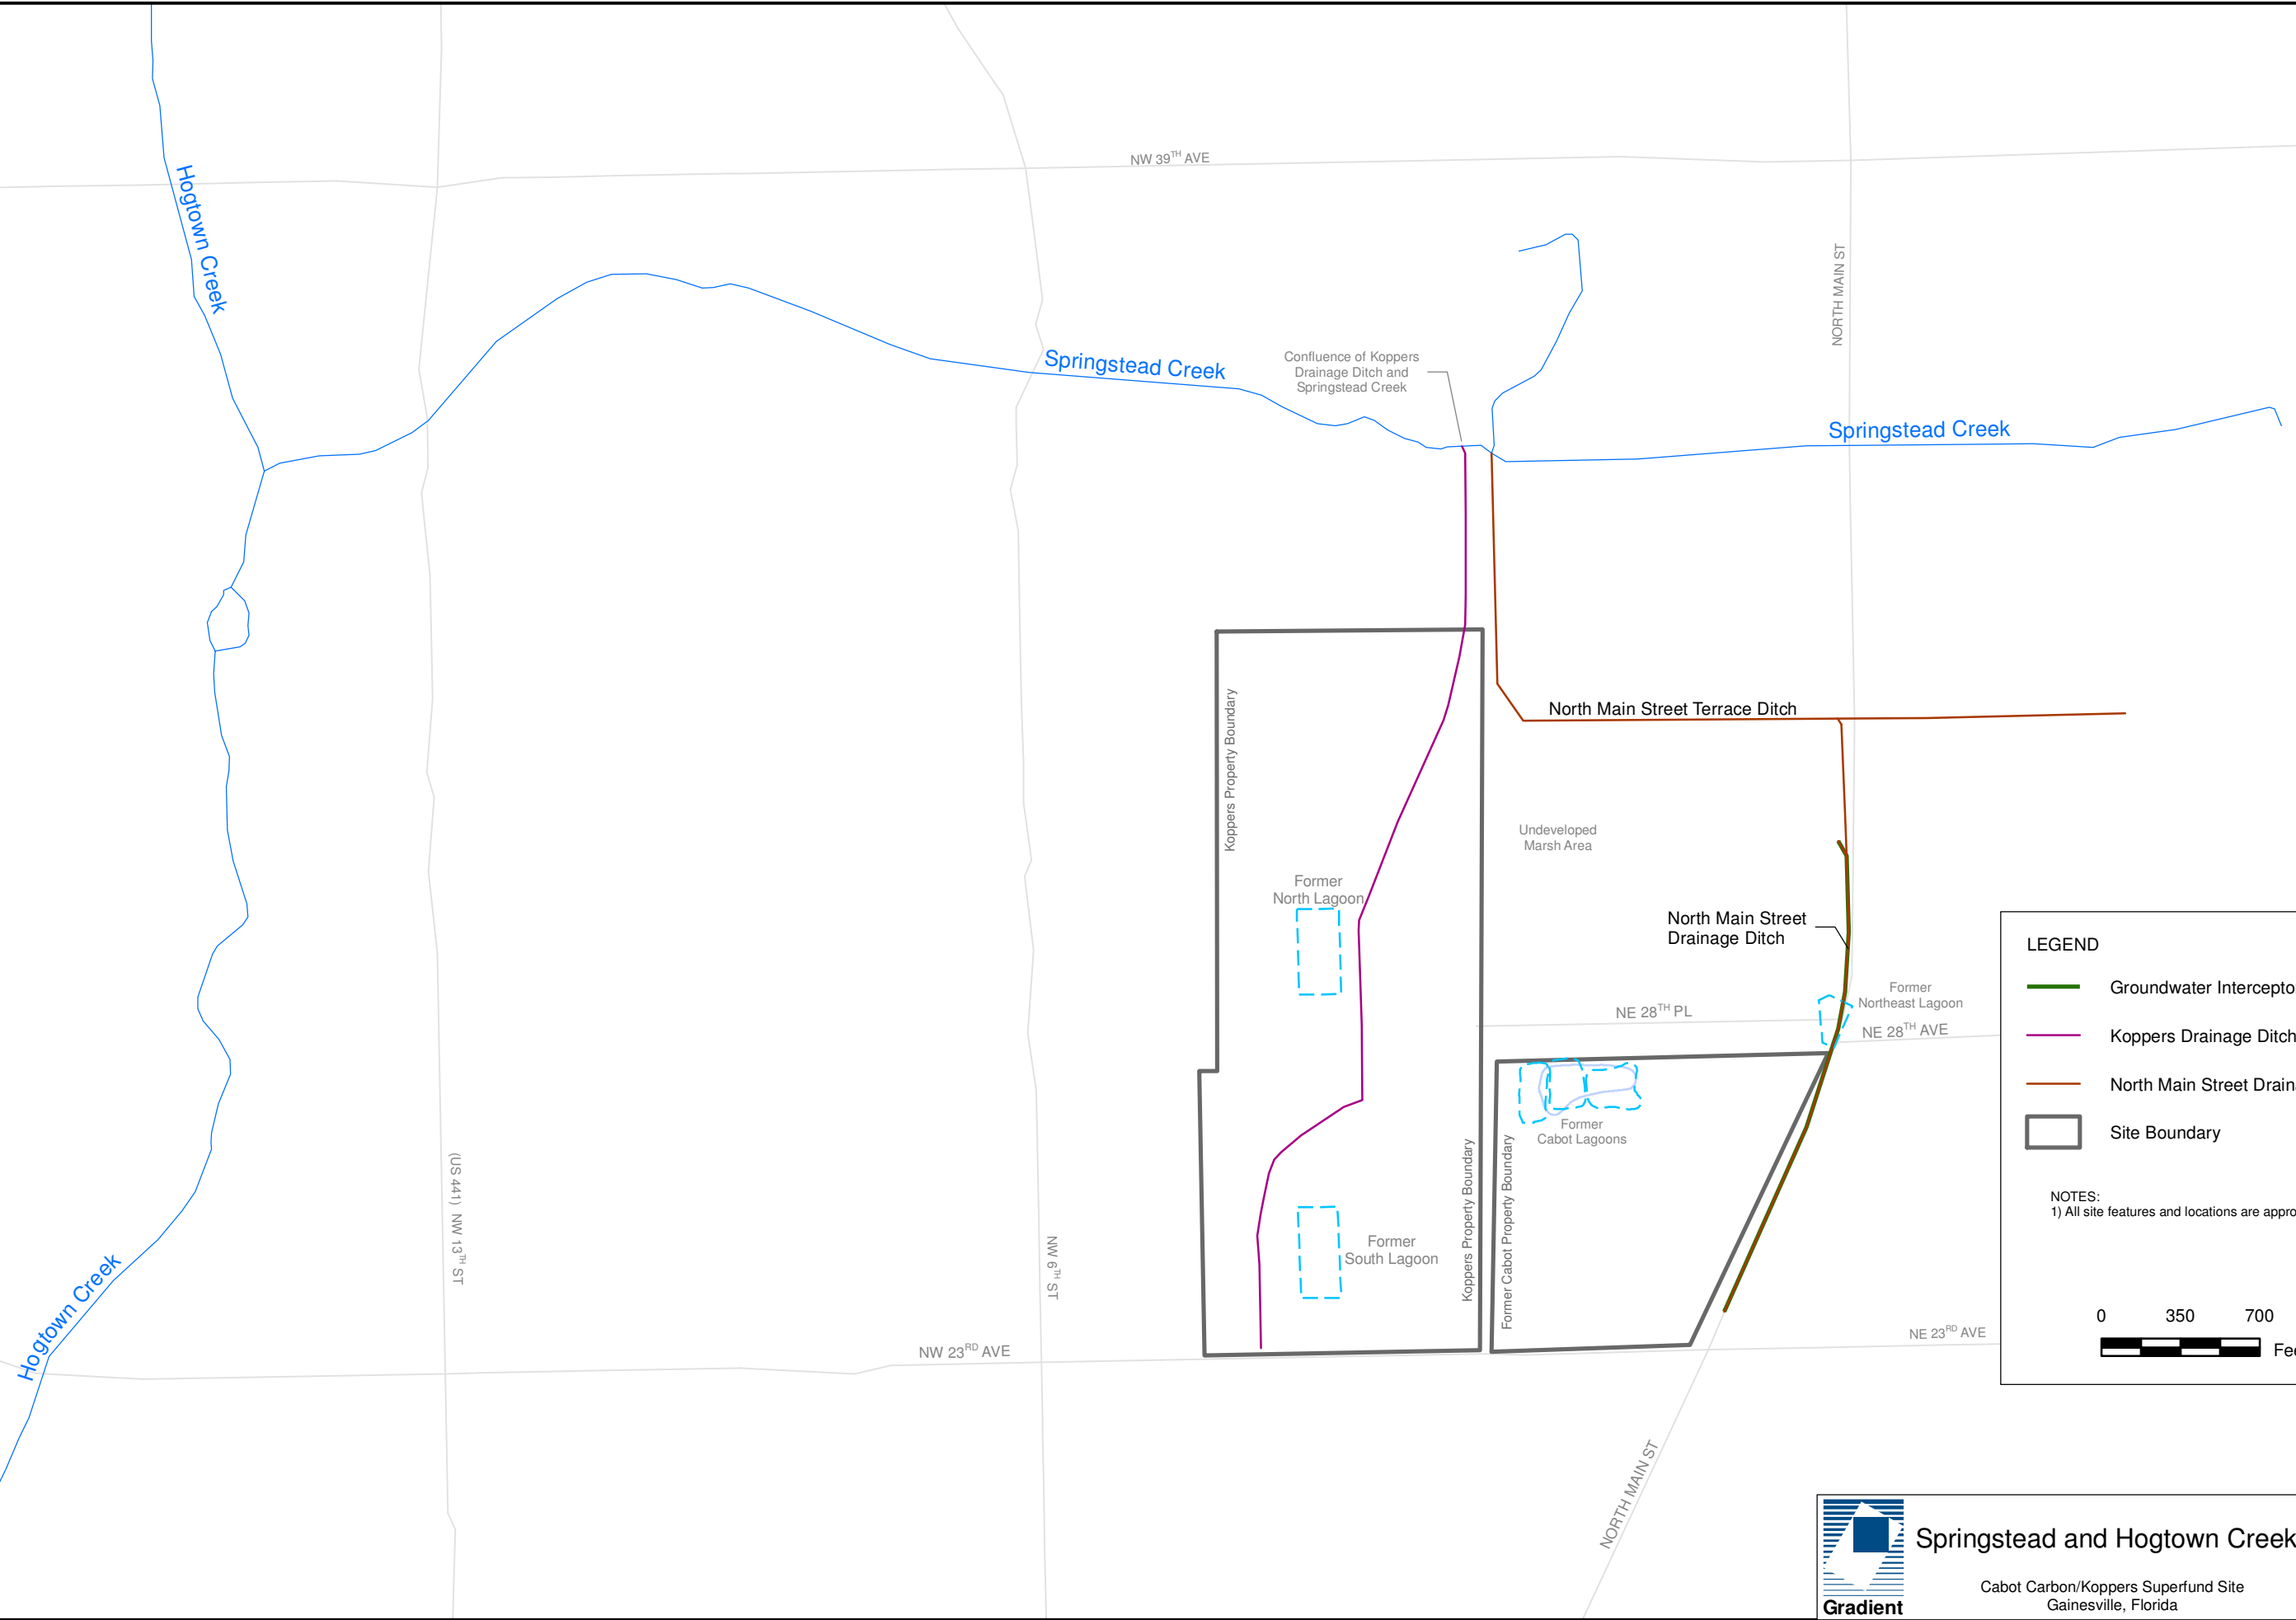 NW 39TH AVE
Hogtown Creek
NORTH MAIN ST
Springstead Creek
Confluence of Koppers
Drainage Ditch and
Springstead Creek
Springstead Creek
Koppers Property Boundary
North Main Street Terrace Ditch
Undeveloped
Marsh Area
Former
North Lagoon
North Main Street
Drainage Ditch
Former
Northeast Lagoon
NE 28TH PL
NE 28TH AVE
Former
Cabot Lagoons
Koppers Property Boundary
Former Cabot Property Boundary
(US 441) NW 13TH ST
NW 6TH ST
Former
South Lagoon
Hogtown Creek
NW 23RD AVE
NE 23RD AVE
NORTH MAIN ST
LEGEND
Groundwater Intercepto
Koppers Drainage Ditch
North Main Street Drain
Site Boundary
NOTES:
1) All site features and locations are appro
0 350 700
Fe
Gradient
Springstead and Hogtown Creek
Cabot Carbon/Koppers Superfund Site
Gainesville, Florida